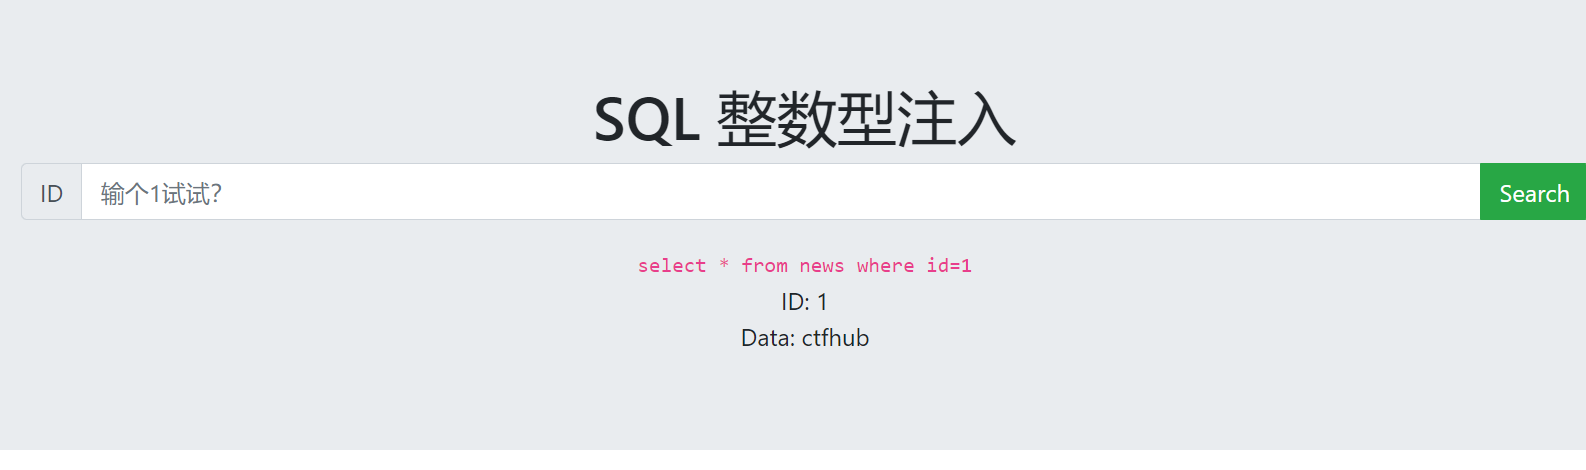 SQL 整数型注入
ID 输个1试试？ Search
select * from news where id=1
ID: 1
Data: ctfhub